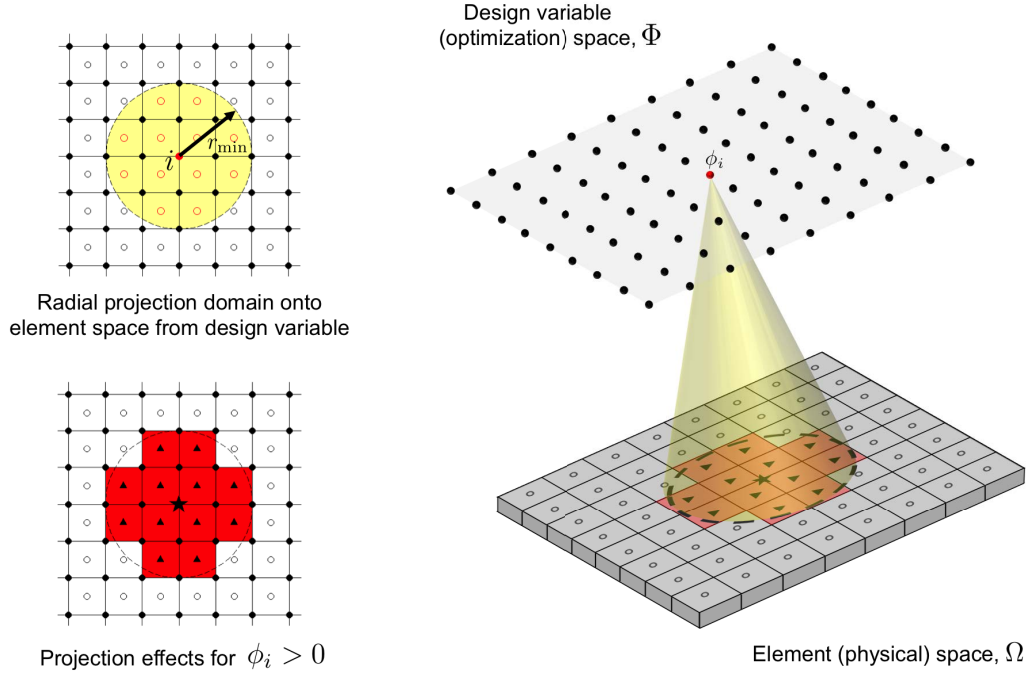 Design variable
(optimization) space, Φ
i
r_min
ϕ_i
Radial projection domain onto
element space from design variable
Projection effects for ϕ_i > 0
Element (physical) space, Ω